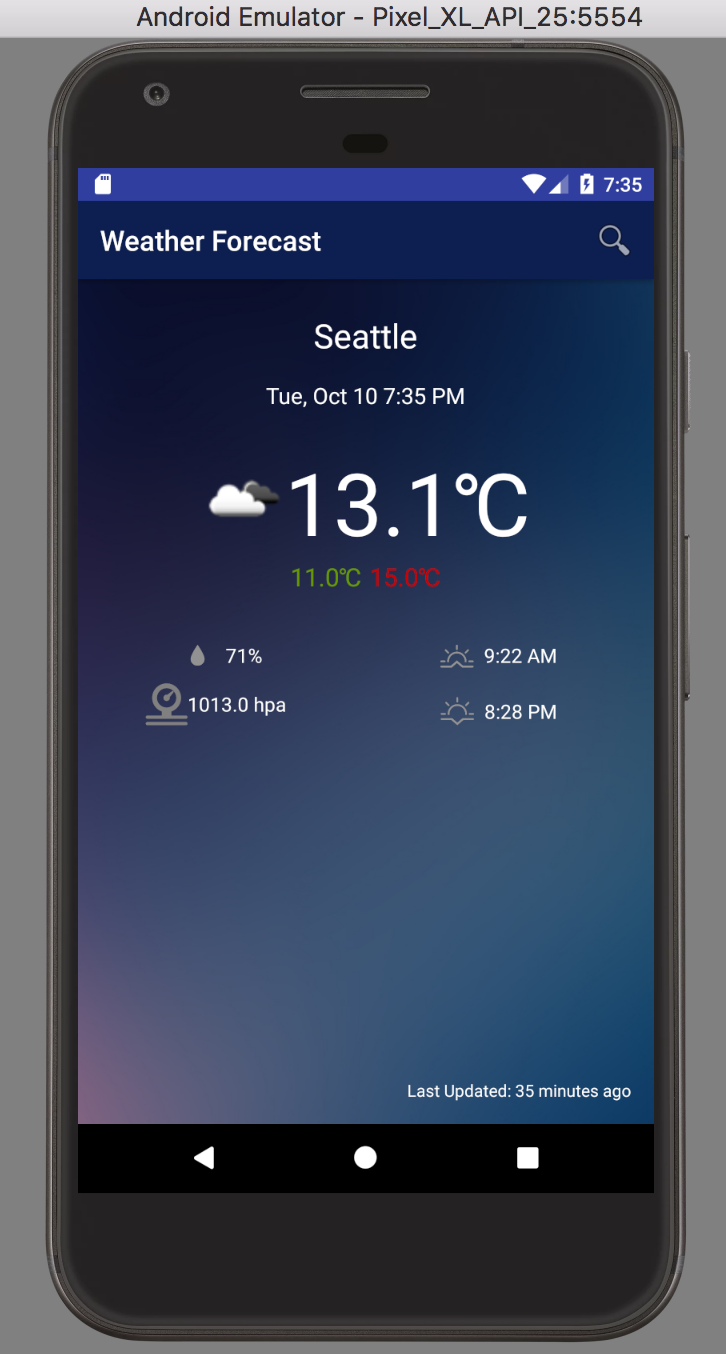 Android Emulator - Pixel_XL_API_25:5554
7:35
Weather Forecast
Seattle
Tue, Oct 10 7:35 PM
13.1℃
11.0℃ 15.0℃
71%
9:22 AM
1013.0 hpa
8:28 PM
Last Updated: 35 minutes ago